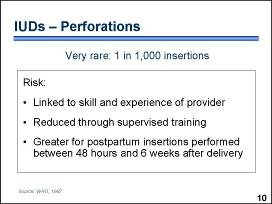 IUDs – Perforations
Very rare: 1 in 1,000 insertions
Risk:
• Linked to skill and experience of provider
• Reduced through supervised training
• Greater for postpartum insertions performed
between 48 hours and 6 weeks after delivery
Source: WHO, 1987.
10